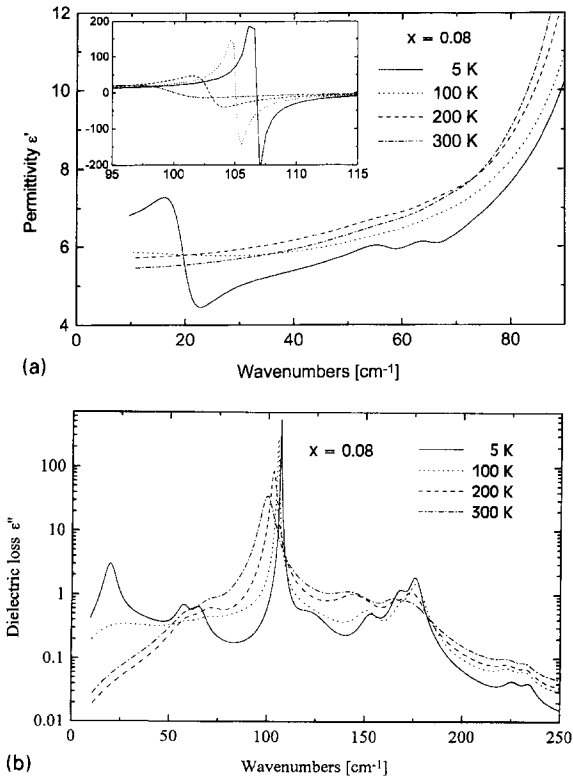 12
10
8
6
4
Permittivity ε'
200
100
0
-100
200
95
100
105
110
115
x = 0.08
5 K
100 K
200 K
300 K
0
20
40
60
80
Wavenumbers [cm-1]
(a)
100
10
1
0.1
0.01
Dielectric loss ε"
x = 0.08
5 K
100 K
200 K
300 K
0
50
100
150
200
250
Wavenumbers [cm-1]
(b)